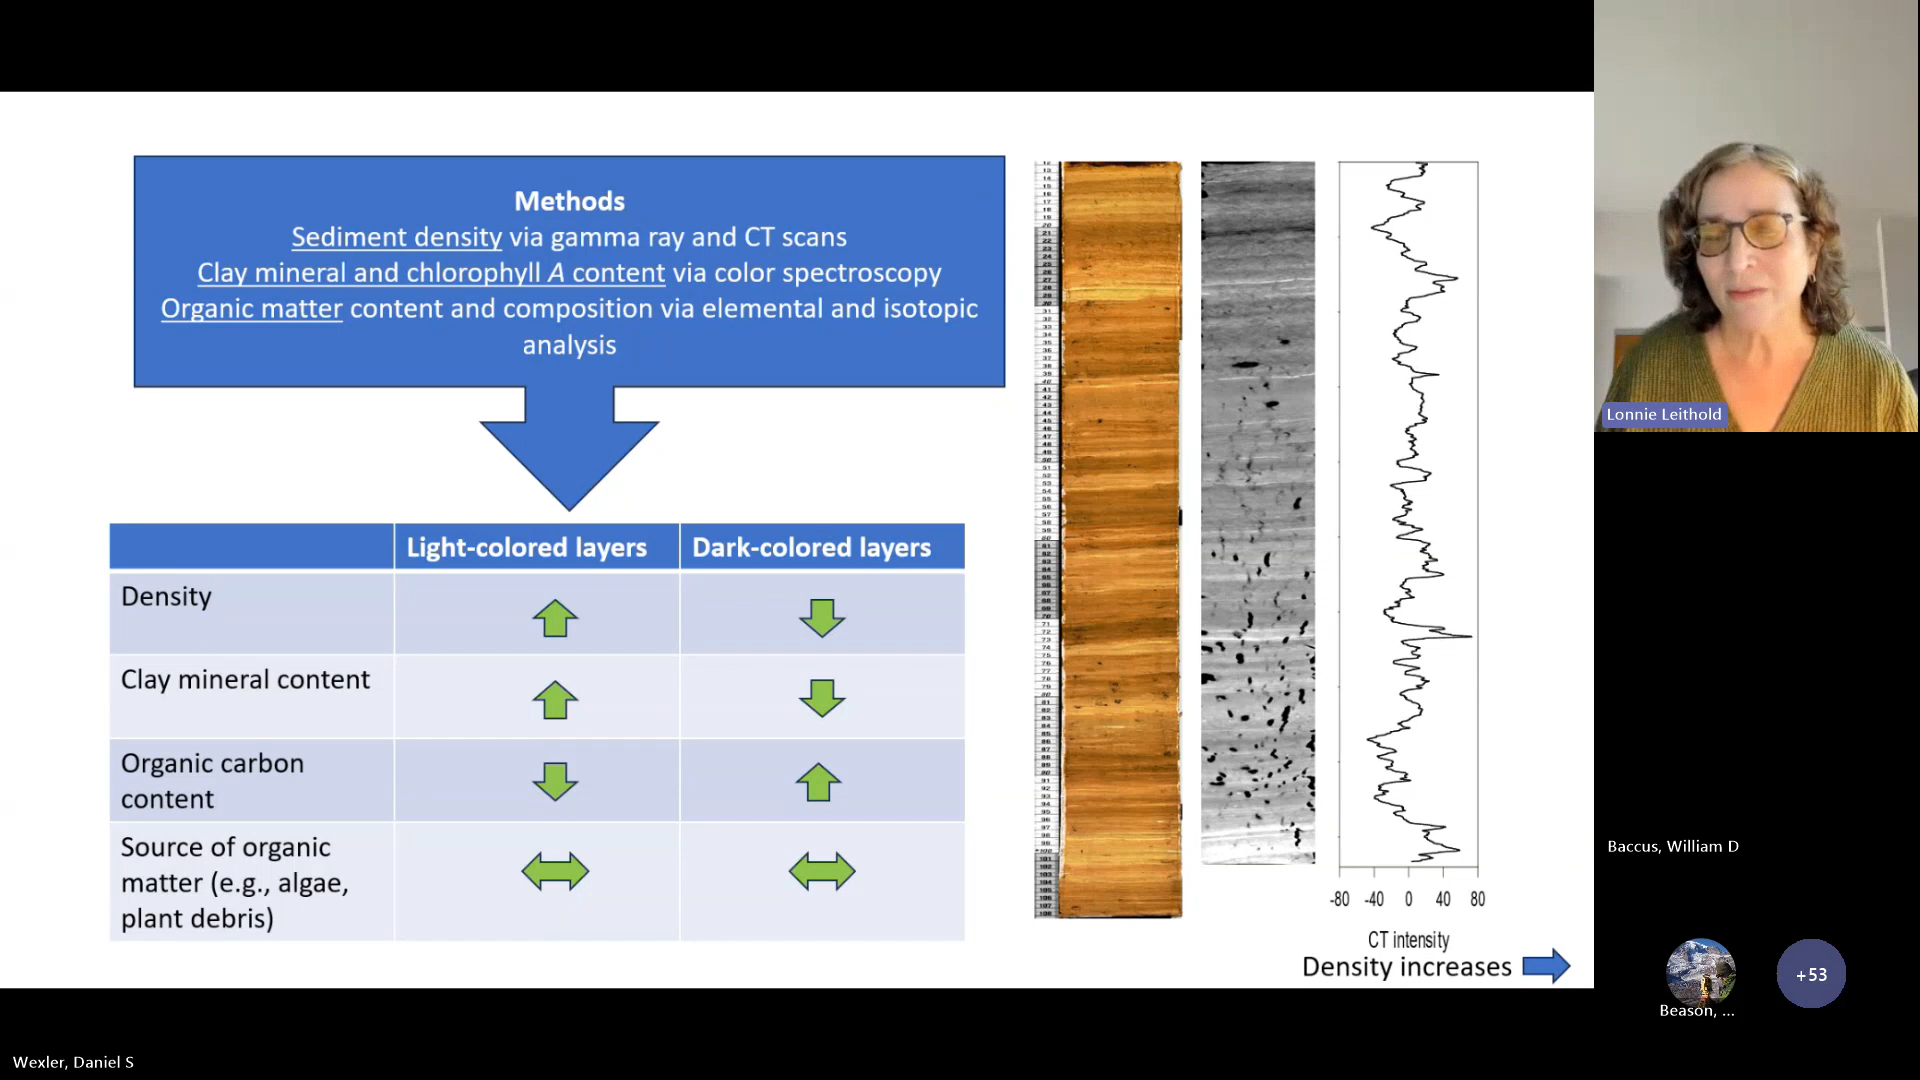 Methods
Sediment density via gamma ray and CT scans
Clay mineral and chlorophyll A content via color spectroscopy
Organic matter content and composition via elemental and isotopic
analysis
Light-colored layers Dark-colored layers
Density
Clay mineral content
Organic carbon
content
Source of organic
matter (e.g., algae,
plant debris)
-80 -40 0 40 80
CT intensity
Density increases
Lonnie Leithold
Baccus, William D
+53
Beason, ...
Wexler, Daniel S